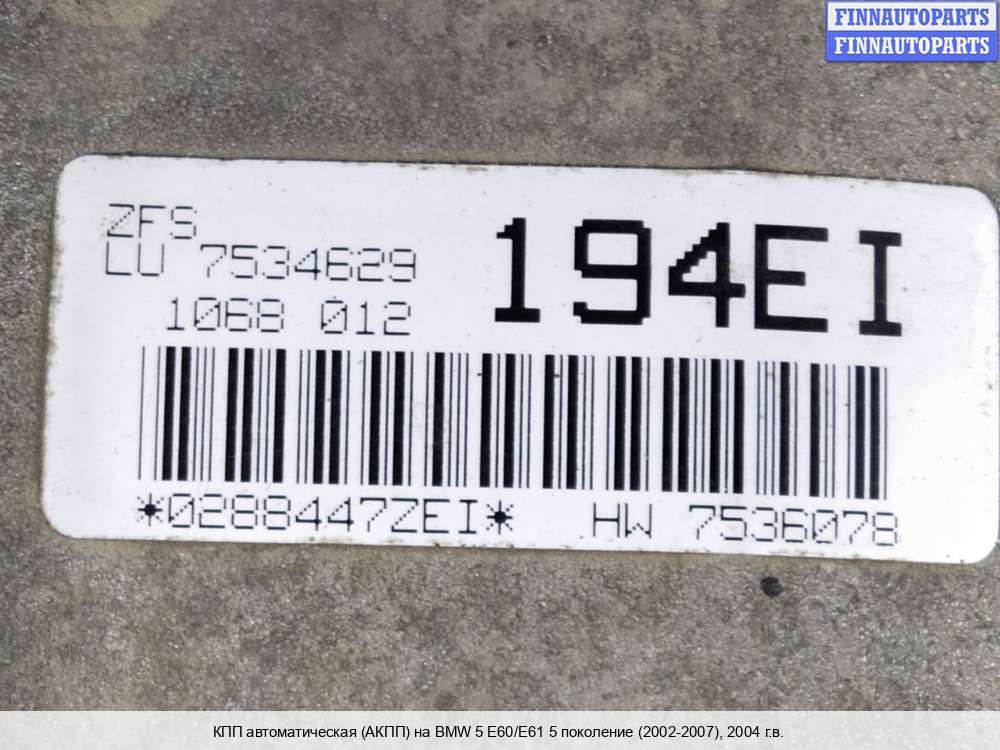 FINNAUTOPARTS
FINNAUTOPARTS
ZFS
LU 7534629
1068 012
194EI
*0288447ZEI* HW 7536078
КПП автоматическая (АКПП) на BMW 5 E60/E61 5 поколение (2002-2007), 2004 г.в.